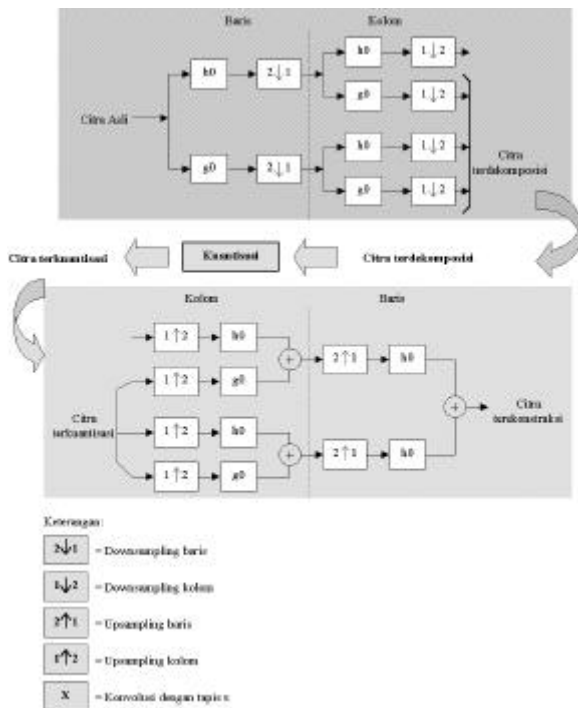 Baris Kolom
h0 2↓1 h0 1↓2
g0 1↓2
Citra Asli
g0 2↓1 h0 1↓2
g0 1↓2
Citra
terdekomposisi
Citra terkuantisasi Kuantisasi Citra terdekomposisi
Kolom Baris
1↑2 h0
2↑1 h0
1↑2 g0
+ +
Citra
terkuantisasi
Citra
terekonstruksi
1↑2 h0
+ 2↑1 h0
1↑2 g0
Keterangan:
2↓1 = Downsampling baris
1↓2 = Downsampling kolom
2↑1 = Upsampling baris
1↑2 = Upsampling kolom
X = Konvolusi dengan tapis x